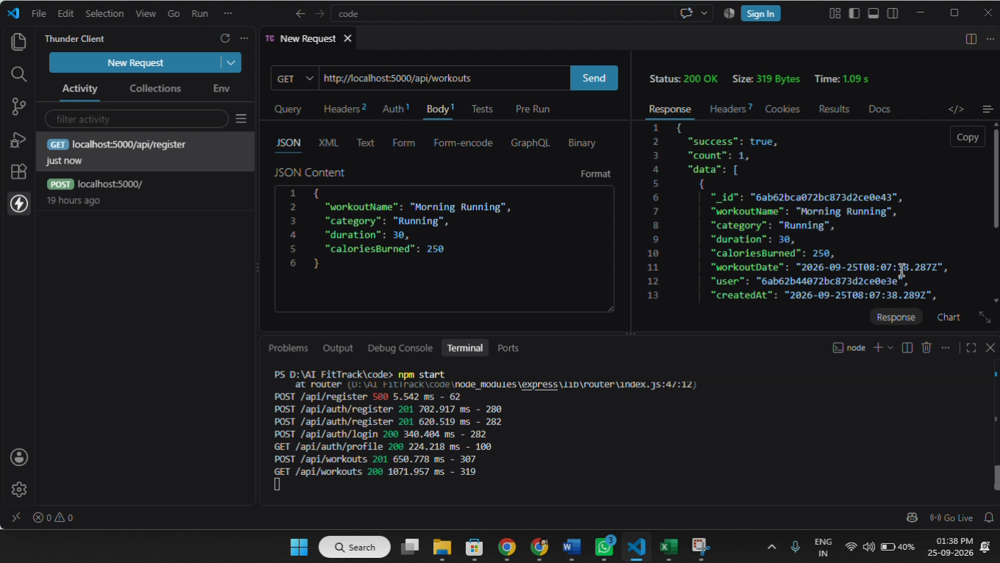 File Edit Selection View Go Run ··· code Sign In
Thunder Client
New Request
Activity Collections Env
filter activity
GET localhost:5000/api/register
just now
POST localhost:5000/
19 hours ago
TC New Request
GET http://localhost:5000/api/workouts Send
Query Headers 2 Auth 1 Body 1 Tests Pre Run
JSON XML Text Form Form-encode GraphQL Binary
JSON Content Format
1 {
2 "workoutName": "Morning Running",
3 "category": "Running",
4 "duration": 30,
5 "caloriesBurned": 250
6 }
Status: 200 OK Size: 319 Bytes Time: 1.09 s
Response Headers 7 Cookies Results Docs </>
Copy
1 {
2 "success": true,
3 "count": 1,
4 "data": [
5 {
6 "_id": "6ab62bca072bc873d2ce0e43",
7 "workoutName": "Morning Running",
8 "category": "Running",
9 "duration": 30,
10 "caloriesBurned": 250,
11 "workoutDate": "2026-09-25T08:07:38.287Z",
12 "user": "6ab62b44072bc873d2ce0e3e",
13 "createdAt": "2026-09-25T08:07:38.289Z",
Response Chart
Problems Output Debug Console Terminal Ports node
PS D:\AI FitTrack\code> npm start
at router (D:\AI FitTrack\code\node_modules\express\lib\router\index.js:47:12)
POST /api/register 500 5.542 ms - 62
POST /api/auth/register 201 702.917 ms - 280
POST /api/auth/register 201 620.519 ms - 282
POST /api/auth/login 200 340.404 ms - 282
GET /api/auth/profile 200 224.218 ms - 100
POST /api/workouts 201 650.778 ms - 307
GET /api/workouts 200 1071.957 ms - 319
0 0 Go Live
Search 3 ENG IN 40% 01:38 PM 25-09-2026